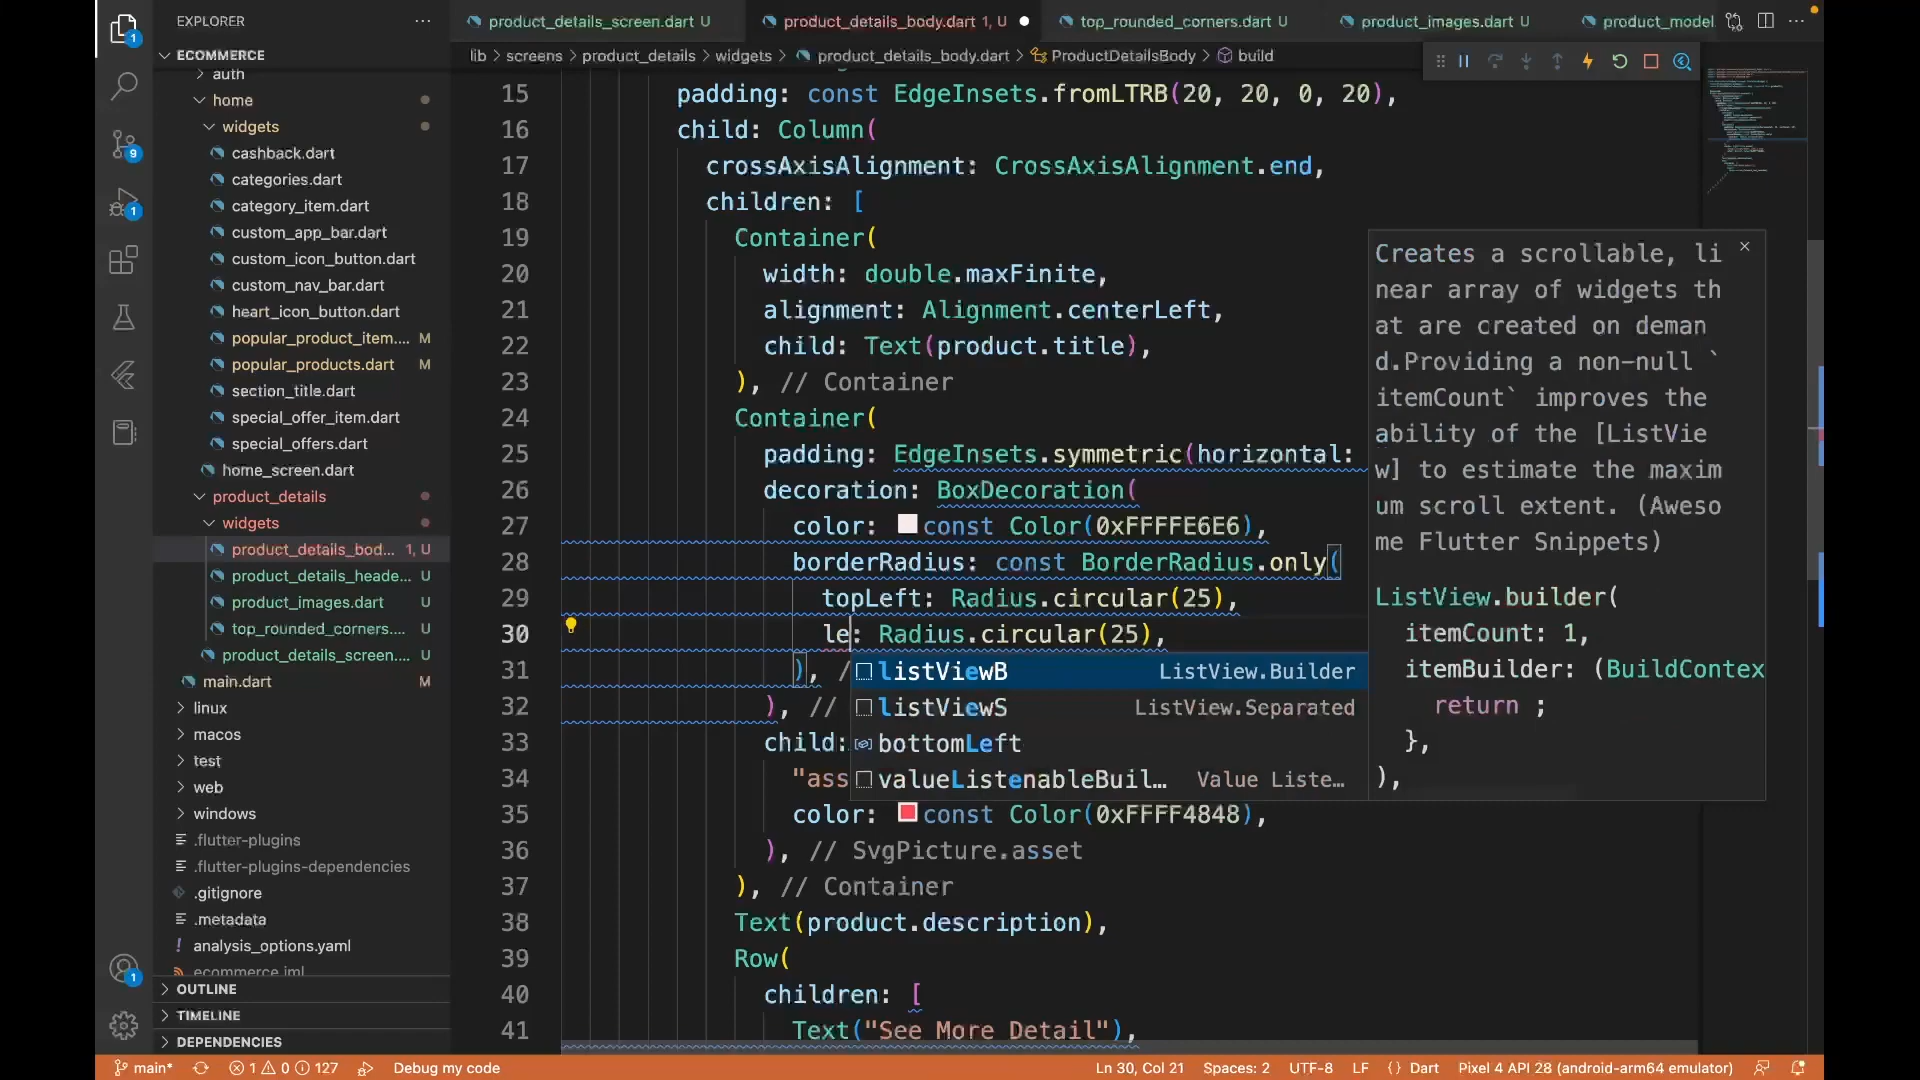 EXPLORER
ECOMMERCE
auth
home
widgets
cashback.dart
categories.dart
category_item.dart
custom_app_bar.dart
custom_icon_button.dart
custom_nav_bar.dart
heart_icon_button.dart
popular_product_item.... M
popular_products.dart M
section_title.dart
special_offer_item.dart
special_offers.dart
home_screen.dart
product_details
widgets
product_details_bod... 1, U
product_details_heade... U
product_images.dart U
top_rounded_corners.... U
product_details_screen.... U
main.dart M
linux
macos
test
web
windows
.flutter-plugins
.flutter-plugins-dependencies
.gitignore
.metadata
analysis_options.yaml
ecommerce.iml
OUTLINE
TIMELINE
DEPENDENCIES
1
9
1
1
product_details_screen.dart U
product_details_body.dart 1, U
top_rounded_corners.dart U
product_images.dart U
product_model.
lib > screens > product_details > widgets > product_details_body.dart > ProductDetailsBody > build
15 padding: const EdgeInsets.fromLTRB(20, 20, 0, 20),
16 child: Column(
17 crossAxisAlignment: CrossAxisAlignment.end,
18 children: [
19 Container(
20 width: double.maxFinite,
21 alignment: Alignment.centerLeft,
22 child: Text(product.title),
23 ), // Container
24 Container(
25 padding: EdgeInsets.symmetric(horizontal:
26 decoration: BoxDecoration(
27 color: const Color(0xFFFFE6E6),
28 borderRadius: const BorderRadius.only(
29 topLeft: Radius.circular(25),
30 le: Radius.circular(25),
31 ), /
32 ), //
33 child:
34 "ass
35 color: const Color(0xFFFF4848),
36 ), // SvgPicture.asset
37 ), // Container
38 Text(product.description),
39 Row(
40 children: [
41 Text("See More Detail"),
listViewB ListView.Builder
listViewS ListView.Separated
bottomLeft
valueListenableBuil... Value Liste...
Creates a scrollable, li
near array of widgets th
at are created on deman
d.Providing a non-null `
itemCount` improves the
ability of the [ListVie
w] to estimate the maxim
um scroll extent. (Aweso
me Flutter Snippets)
ListView.builder(
itemCount: 1,
itemBuilder: (BuildContex
return ;
},
),
main* 1 0 127 Debug my code
Ln 30, Col 21 Spaces: 2 UTF-8 LF {} Dart Pixel 4 API 28 (android-arm64 emulator)